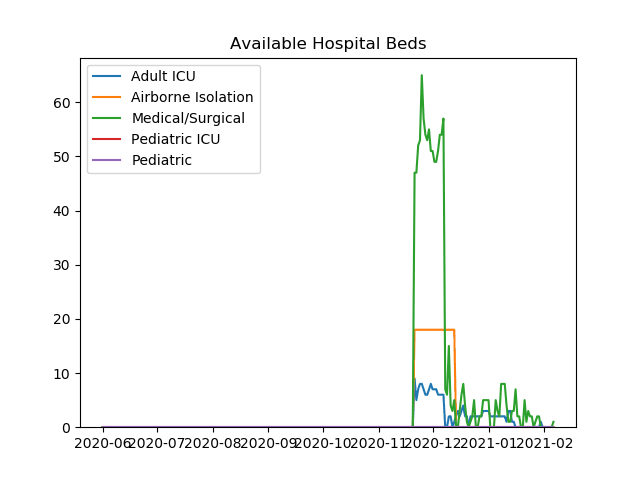 Available Hospital Beds
Adult ICU
Airborne Isolation
Medical/Surgical
Pediatric ICU
Pediatric
60
50
40
30
20
10
0
2020-06 2020-07 2020-08 2020-09 2020-10 2020-11 2020-12 2021-01 2021-02